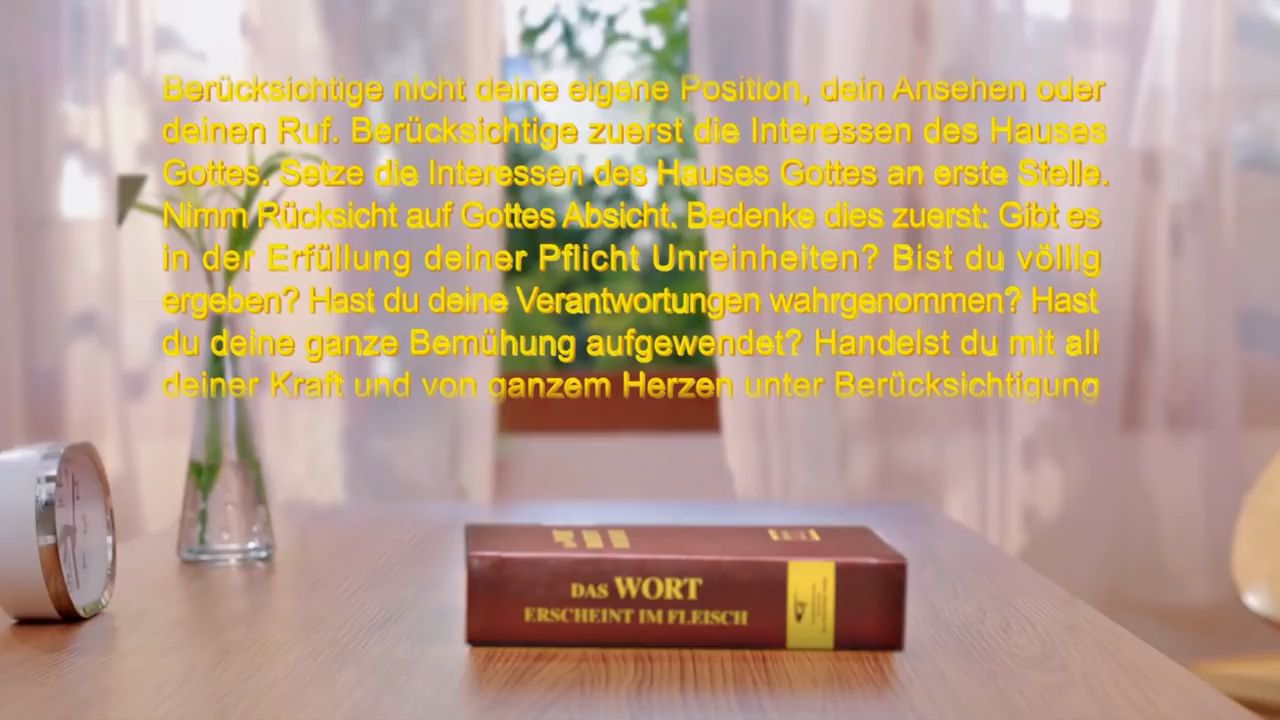 Berücksichtige nicht deine eigene Position, dein Ansehen oder
deinen Ruf. Berücksichtige zuerst die Interessen des Hauses
Gottes. Setze die Interessen des Hauses Gottes an erste Stelle.
Nimm Rücksicht auf Gottes Absicht. Bedenke dies zuerst: Gibt es
in der Erfüllung deiner Pflicht Unreinheiten? Bist du völlig
ergeben? Hast du deine Verantwortungen wahrgenommen? Hast
du deine ganze Bemühung aufgewendet? Handelst du mit all
deiner Kraft und von ganzem Herzen unter Berücksichtigung
DAS WORT
ERSCHEINT IM FLEISCH